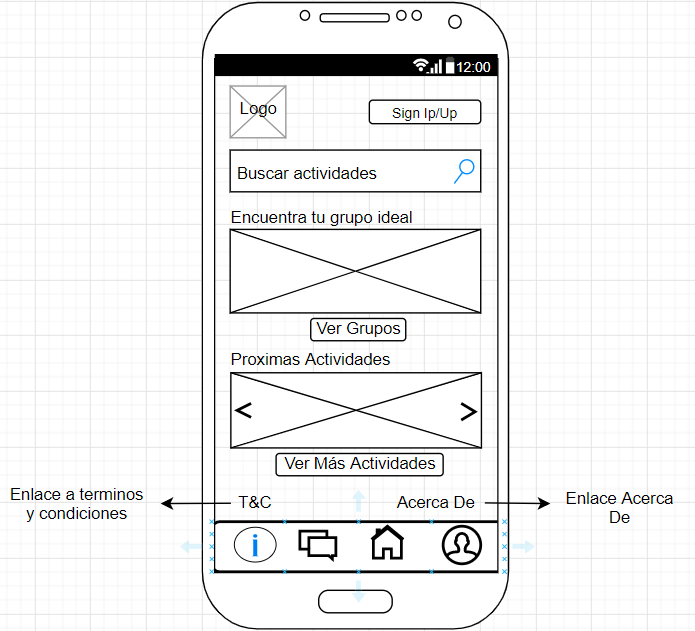 12:00
Logo
Sign Ip/Up
Buscar actividades
Encuentra tu grupo ideal
Ver Grupos
Proximas Actividades
Ver Más Actividades
Enlace a terminos
y condiciones
T&C
Acerca De
Enlace Acerca
De
i